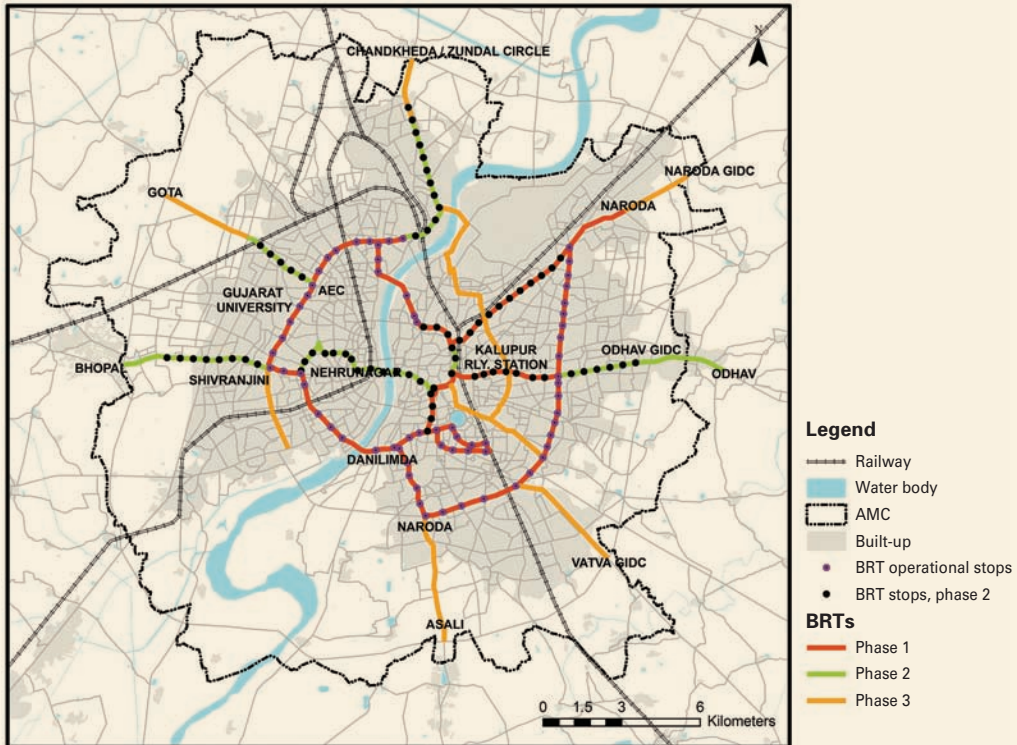 N
CHANDKHEDA / ZUNDAL CIRCLE
NARODA GIDC
GOTA
NARODA
GUJARAT
UNIVERSITY
AEC
KALUPUR
RLY. STATION
ODHAV GIDC
BHOPAL
SHIVRANJINI
NEHRUNAGAR
ODHAV
DANILIMDA
NARODA
VATVA GIDC
ASALI
0 1,5 3 6
Kilometers
Legend
Railway
Water body
AMC
Built-up
BRT operational stops
BRT stops, phase 2
BRTs
Phase 1
Phase 2
Phase 3